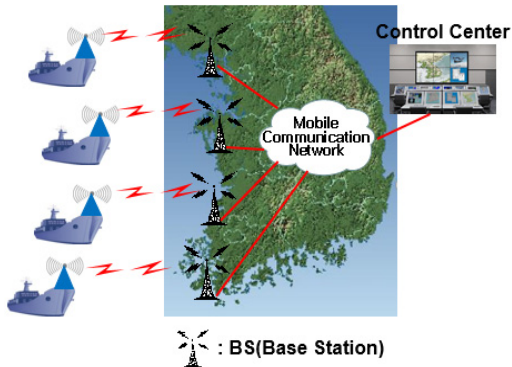 Control Center
Mobile
Communication
Network
: BS(Base Station)